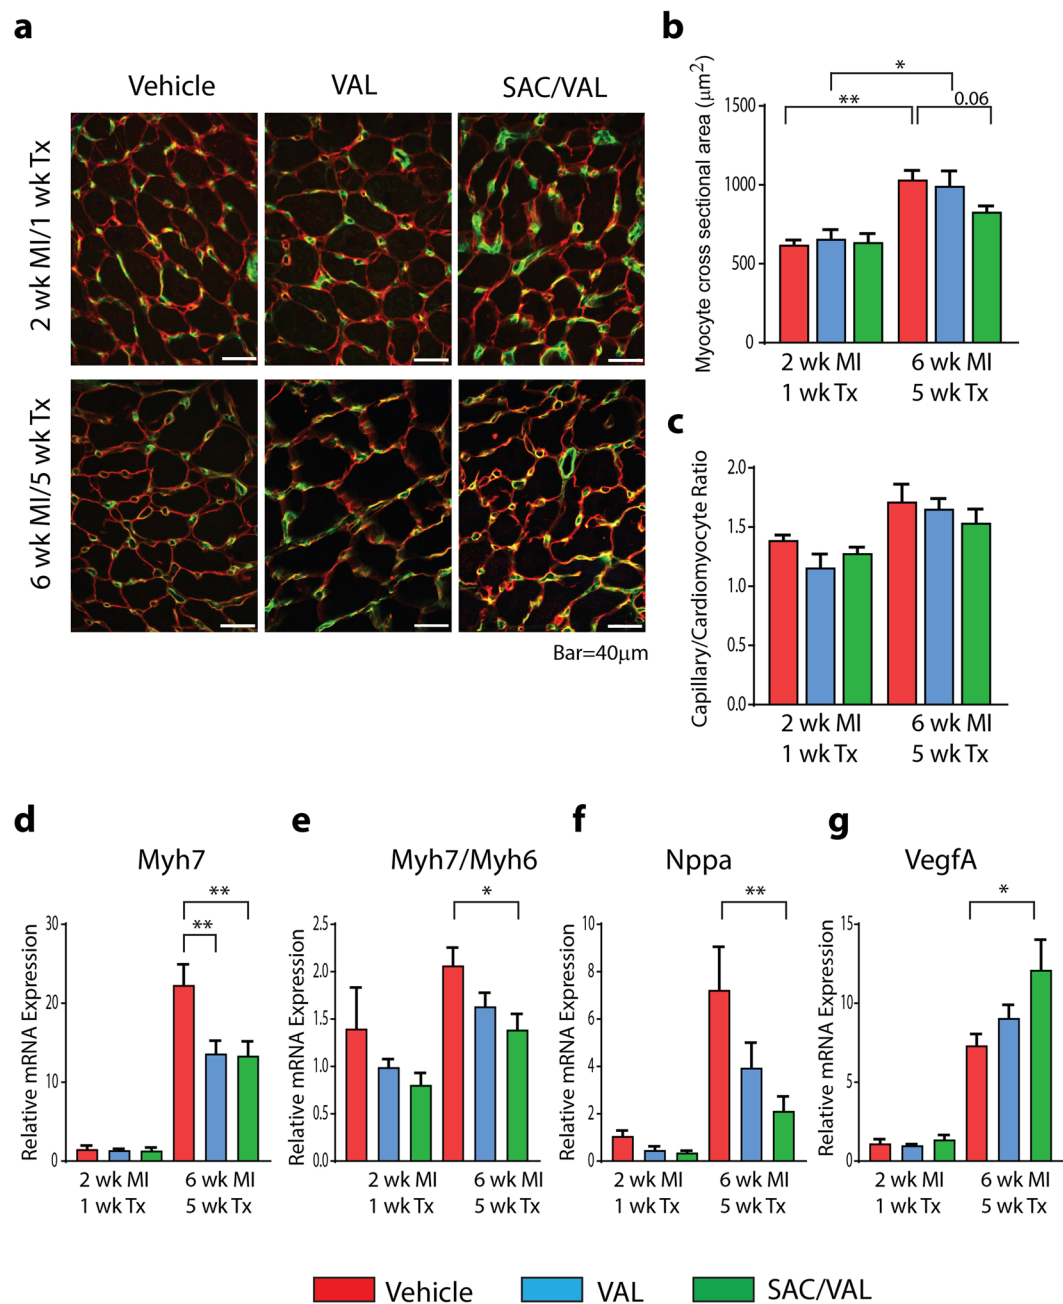 a
Vehicle
VAL
SAC/VAL
2 wk MI/1 wk Tx
6 wk MI/5 wk Tx
Bar=40μm
b
Myocyte cross sectional area (μm2)
*
**
0.06
1500
1000
500
0
2 wk MI
1 wk Tx
6 wk MI
5 wk Tx
c
Capillary/Cardiomyocyte Ratio
2.0
1.5
1.0
0.5
0.0
2 wk MI
1 wk Tx
6 wk MI
5 wk Tx
d
Myh7
Relative mRNA Expression
**
**
30
20
10
0
2 wk MI
1 wk Tx
6 wk MI
5 wk Tx
e
Myh7/Myh6
Relative mRNA Expression
*
2.5
2.0
1.5
1.0
0.5
0.0
2 wk MI
1 wk Tx
6 wk MI
5 wk Tx
f
Nppa
Relative mRNA Expression
**
10
8
6
4
2
0
2 wk MI
1 wk Tx
6 wk MI
5 wk Tx
g
VegfA
Relative mRNA Expression
*
15
10
5
0
2 wk MI
1 wk Tx
6 wk MI
5 wk Tx
Vehicle
VAL
SAC/VAL